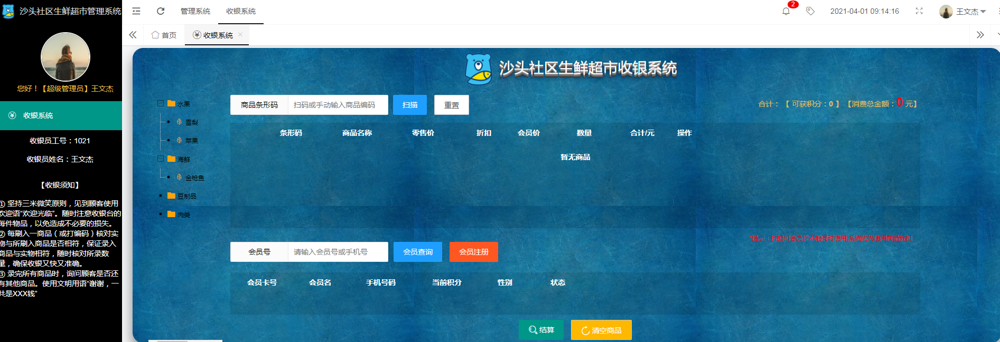 沙头社区生鲜超市管理系统
管理系统
收银系统
2
2021-04-01 09:14:16
王文杰
首页
收银系统
您好！【超级管理员】王文杰
收银系统
收银员工号：1021
收银员姓名：王文杰
【收银须知】
① 坚持三米微笑原则，见到顾客使用
欢迎语“欢迎光临”。随时注意收银台的
每件物品，以免造成不必要的损失。
② 每刷入一商品（或打编码）核对实
物与所刷入商品是否相符，保证录入
商品与实物相符，随时核对所录数
量，确保收银又快又准确。
③ 录完所有商品时，询问顾客是否还
有其他商品。使用文明用语“谢谢，一
共是XXX钱”
沙头社区生鲜超市收银系统
水果
雪梨
苹果
海鲜
金枪鱼
豆制品
肉类
商品条形码
扫码或手动输入商品编码
扫描
重置
合计：【 可获积分：0 】【消费总金额：0 元】
条形码 商品名称 零售价 折扣 会员价 数量 合计/元 操作
暂无商品
*提示：折扣和会员价不能同时使用,系统优先使用商品折扣！
会员号
请输入会员号或手机号
会员查询
会员注册
会员卡号 会员名 手机号码 当前积分 性别 状态
结算
清空商品